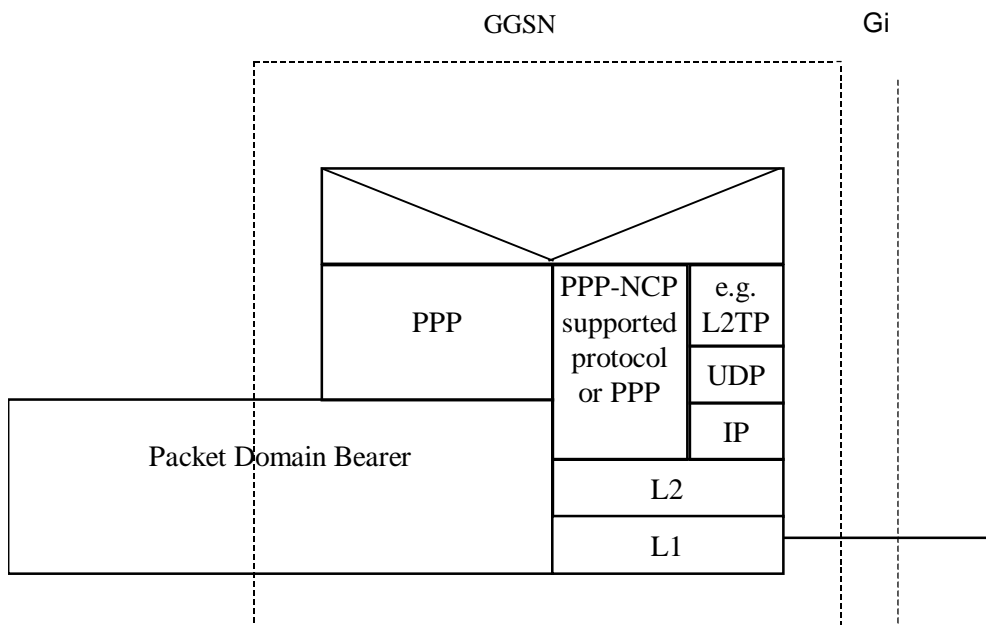 GGSN
Gi
PPP
PPP-NCP
supported
protocol
or PPP
e.g.
L2TP
UDP
IP
Packet Domain Bearer
L2
L1